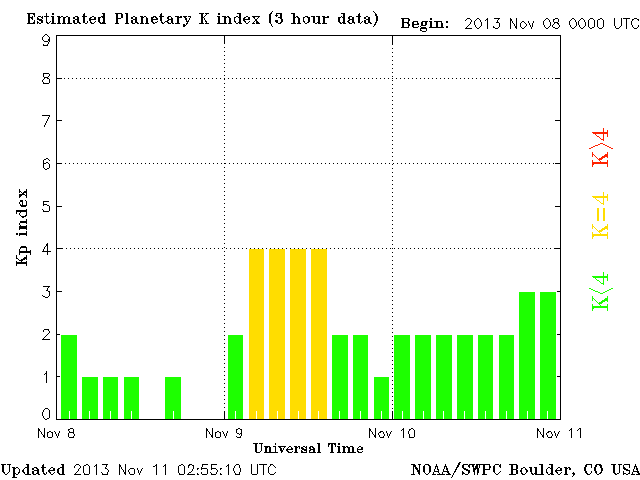 Estimated Planetary K index (3 hour data) Begin: 2013 Nov 08 0000 UTC
9
8
7
6
5
4
3
2
1
0
Kp index
K>4
K=4
K<4
Nov 8 Nov 9 Nov 10 Nov 11
Universal Time
Updated 2013 Nov 11 02:55:10 UTC NOAA/SWPC Boulder, CO USA